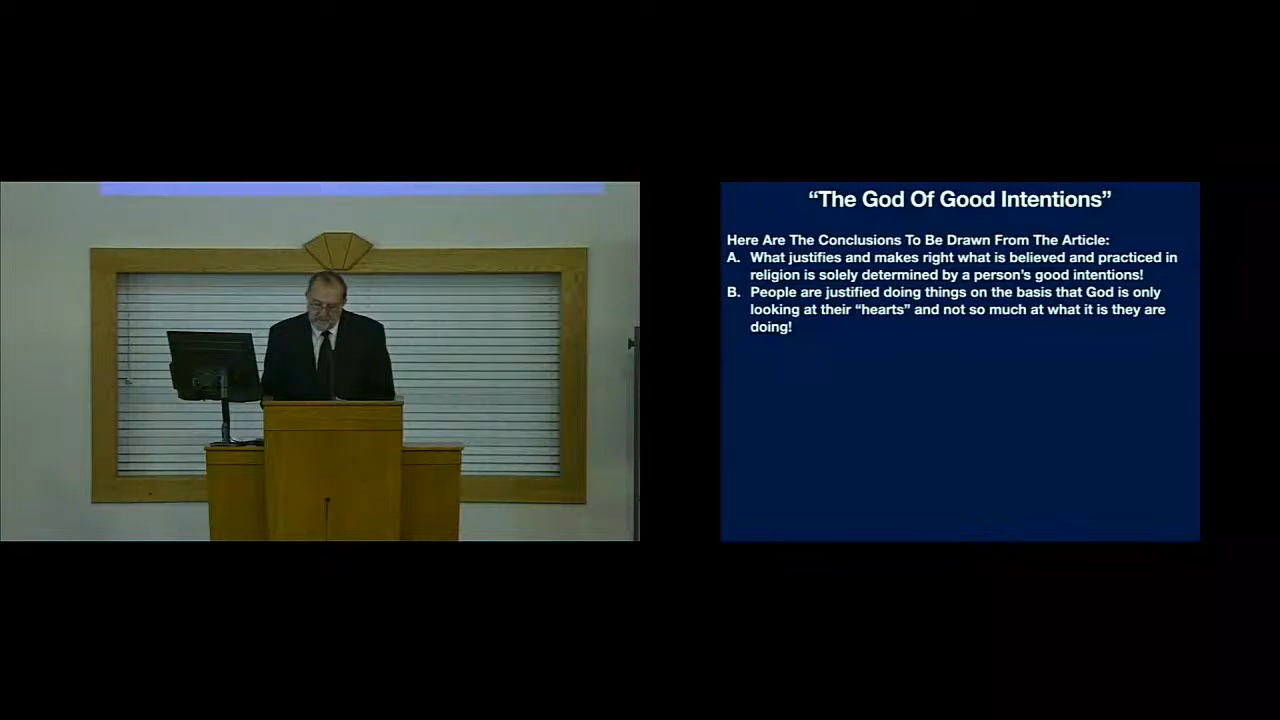 “The God Of Good Intentions”
Here Are The Conclusions To Be Drawn From The Article:
A. What justifies and makes right what is believed and practiced in
religion is solely determined by a person’s good intentions!
B. People are justified doing things on the basis that God is only
looking at their “hearts” and not so much at what it is they are
doing!